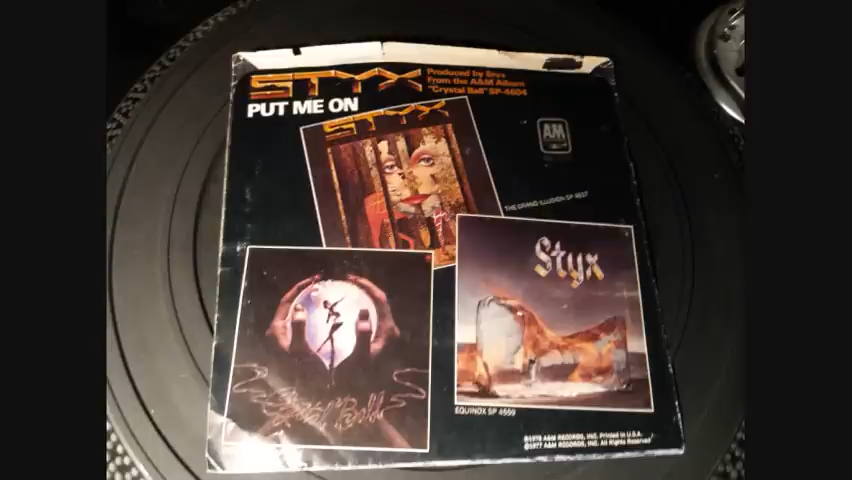 STYX
Produced by Styx
From the A&M Album
"Crystal Ball" SP-4604
PUT ME ON
STYX
A&M
THE GRAND ILLUSION SP 4637
Styx
Crystal Ball
EQUINOX SP 4559
©1976 A&M RECORDS, INC. Printed in U.S.A.
©1977 A&M RECORDS, INC. All Rights Reserved